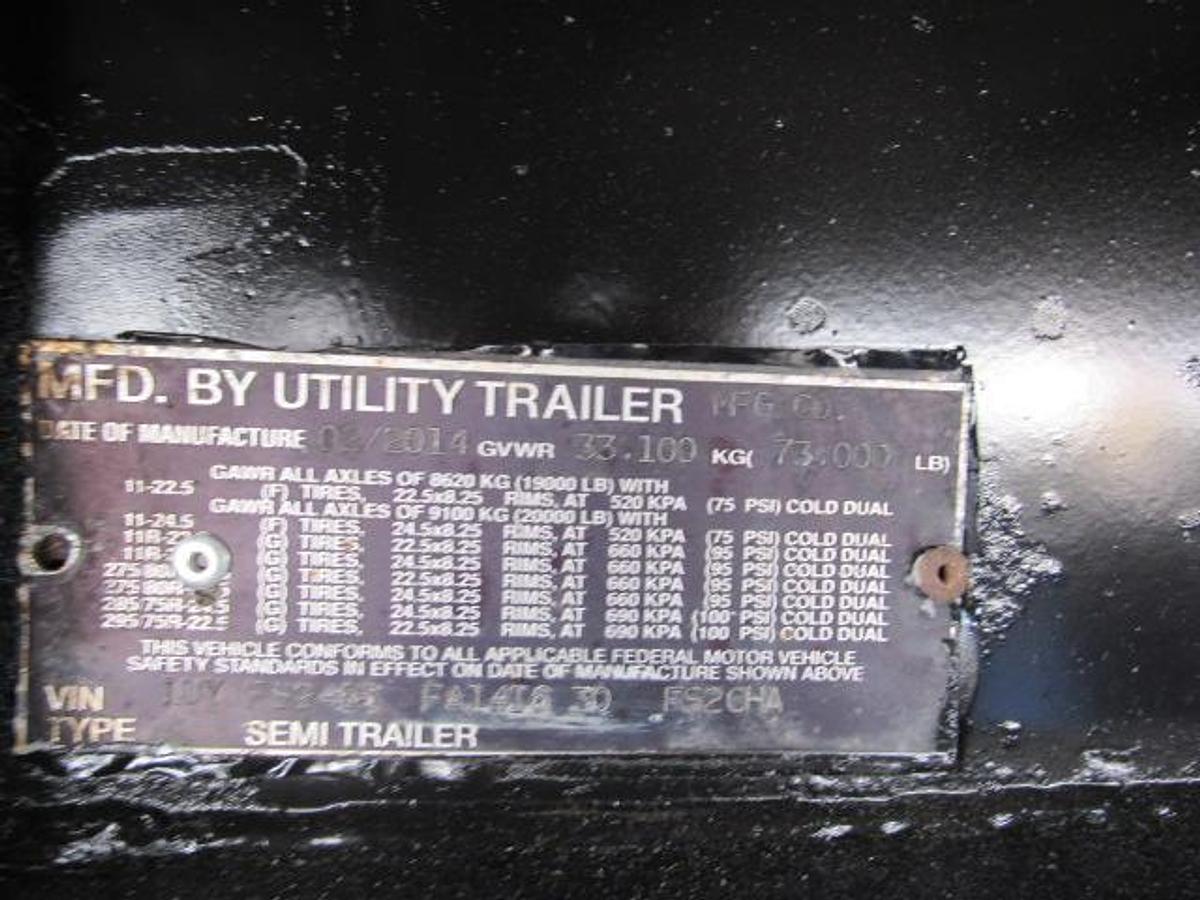 MFD. BY UTILITY TRAILER MFG CO.
DATE OF MANUFACTURE 02/2014 GVWR 33.100 KG( 73.000 LB)
GAWR ALL AXLES OF 8620 KG (19000 LB) WITH
11-22.5 (F) TIRES, 22.5x8.25 RIMS, AT 520 KPA (75 PSI) COLD DUAL
GAWR ALL AXLES OF 9100 KG (20000 LB) WITH
11-24.5 (F) TIRES, 24.5x8.25 RIMS, AT 520 KPA (75 PSI) COLD DUAL
(G) TIRES, 22.5x8.25 RIMS, AT 660 KPA (95 PSI) COLD DUAL
(G) TIRES, 24.5x8.25 RIMS, AT 660 KPA (95 PSI) COLD DUAL
(G) TIRES, 22.5x8.25 RIMS, AT 660 KPA (95 PSI) COLD DUAL
(G) TIRES, 24.5x8.25 RIMS, AT 660 KPA (95 PSI) COLD DUAL
285/75R-24.5 (G) TIRES, 24.5x8.25 RIMS, AT 690 KPA (100 PSI) COLD DUAL
295/75R-22.5 (G) TIRES, 22.5x8.25 RIMS, AT 690 KPA (100 PSI) COLD DUAL
THIS VEHICLE CONFORMS TO ALL APPLICABLE FEDERAL MOTOR VEHICLE
SAFETY STANDARDS IN EFFECT ON DATE OF MANUFACTURE SHOWN ABOVE
VIN 1UY FS2CHA
TYPE SEMI TRAILER